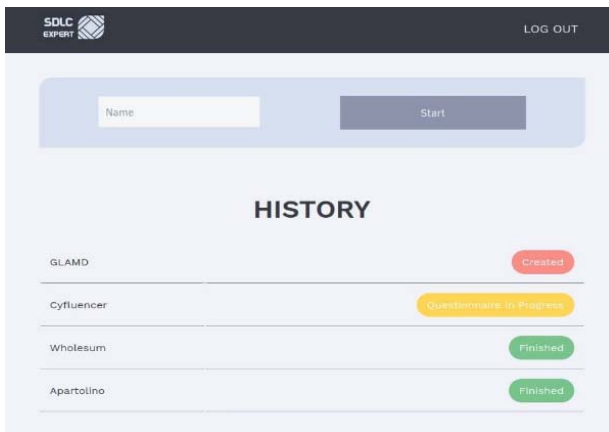 SDLC
EXPERT
LOG OUT
Name
Start
HISTORY
GLAMD
Created
Cyfluencer
Questionnaire In Progress
Wholesum
Finished
Apartolino
Finished